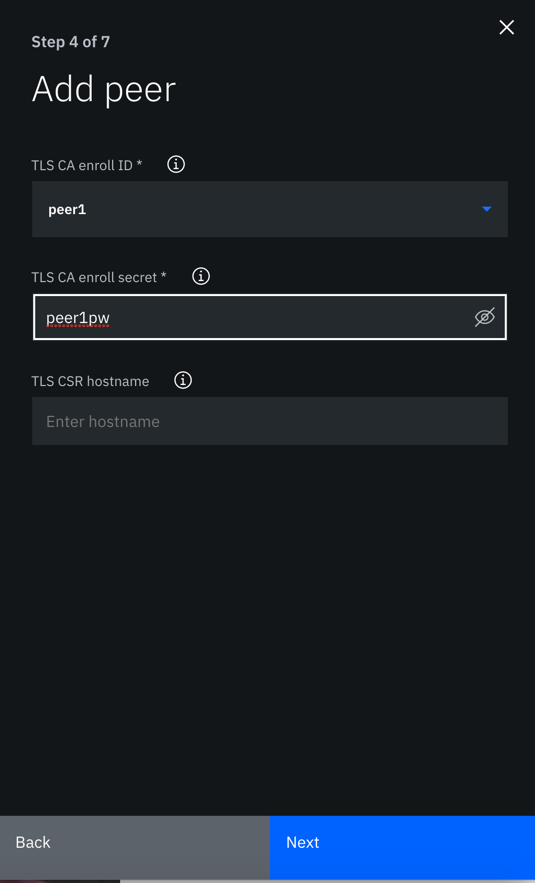 Step 4 of 7
Add peer
TLS CA enroll ID *
peer1
TLS CA enroll secret *
peer1pw
TLS CSR hostname
Enter hostname
Back
Next